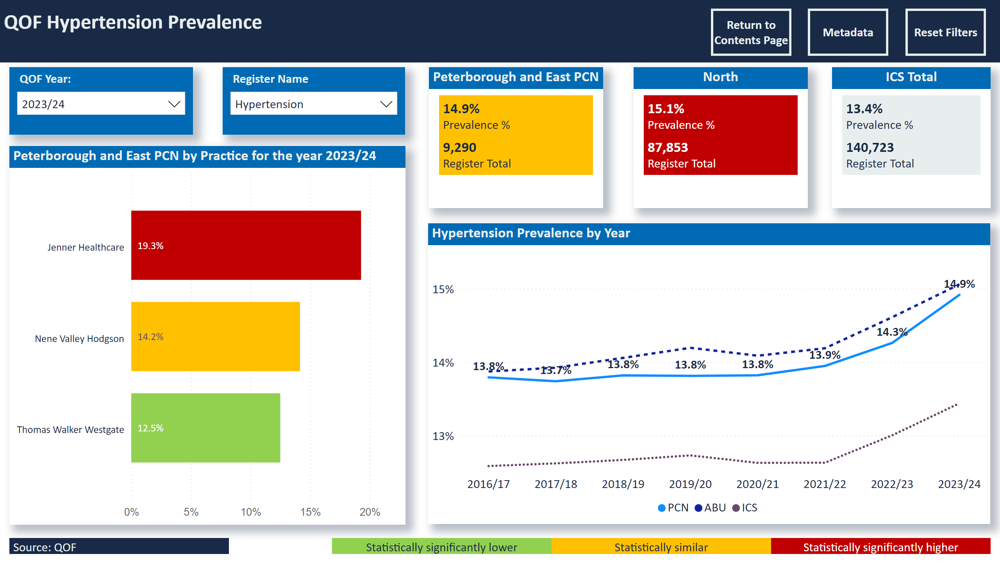 QOF Hypertension Prevalence
Return to
Contents Page
Metadata
Reset Filters
QOF Year:
2023/24
Register Name
Hypertension
Peterborough and East PCN
14.9%
Prevalence %
9,290
Register Total
North
15.1%
Prevalence %
87,853
Register Total
ICS Total
13.4%
Prevalence %
140,723
Register Total
Peterborough and East PCN by Practice for the year 2023/24
Jenner Healthcare
19.3%
Nene Valley Hodgson
14.2%
Thomas Walker Westgate
12.5%
0% 5% 10% 15% 20%
Hypertension Prevalence by Year
15%
14%
13%
13.8% 13.7% 13.8% 13.8% 13.8% 13.9% 14.3% 14.9%
2016/17 2017/18 2018/19 2019/20 2020/21 2021/22 2022/23 2023/24
PCN ABU ICS
Source: QOF
Statistically significantly lower
Statistically similar
Statistically significantly higher